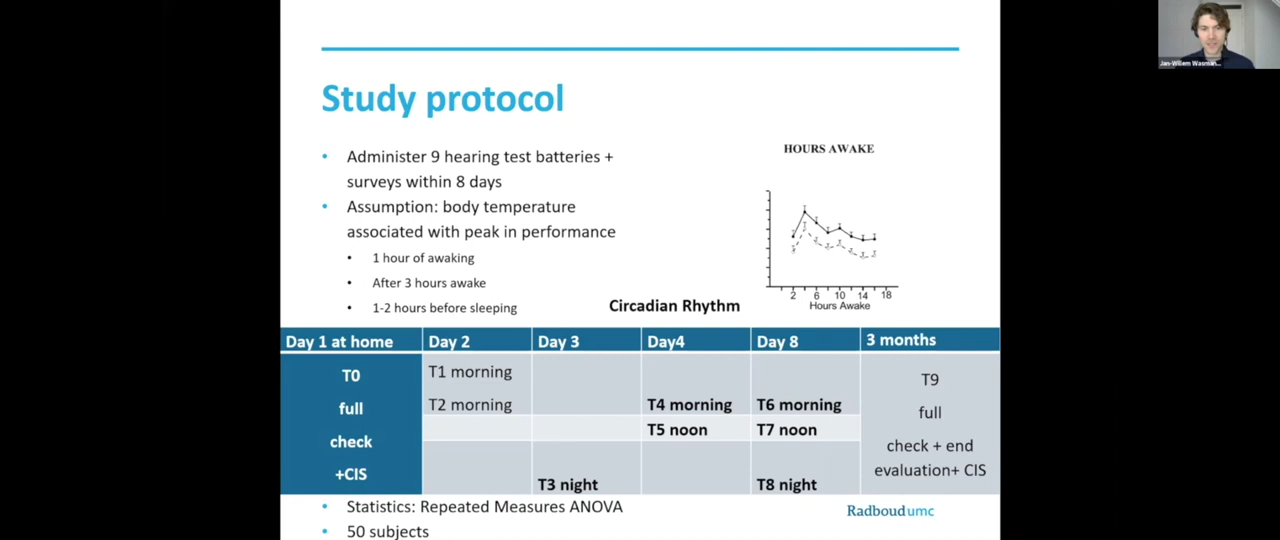 Jan-Willem Wasman...
Study protocol
• Administer 9 hearing test batteries +
surveys within 8 days
• Assumption: body temperature
associated with peak in performance
• 1 hour of awaking
• After 3 hours awake
• 1-2 hours before sleeping
HOURS AWAKE
2 6 10 14 18
Hours Awake
Circadian Rhythm
Day 1 at home Day 2 Day 3 Day4 Day 8 3 months
T0
full
check
+CIS
T1 morning
T2 morning
T3 night
T4 morning
T5 noon
T6 morning
T7 noon
T8 night
T9
full
check + end
evaluation+ CIS
• Statistics: Repeated Measures ANOVA
• 50 subjects
Radboudumc